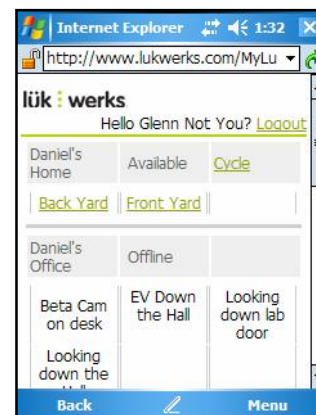 Internet Explorer 1:32
http://www.lukwerks.com/MyLu
lük:werks
Hello Glenn Not You? Logout
Daniel's Home Available Cycle
Back Yard Front Yard
Daniel's Office Offline
Beta Cam on desk EV Down the Hall Looking down lab door
Looking down the
Back Menu